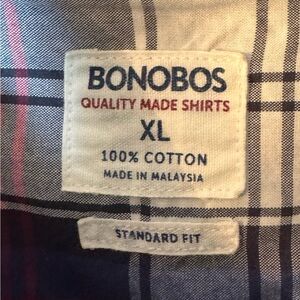 BONOBOS
QUALITY MADE SHIRTS
XL
100% COTTON
MADE IN MALAYSIA
STANDARD FIT